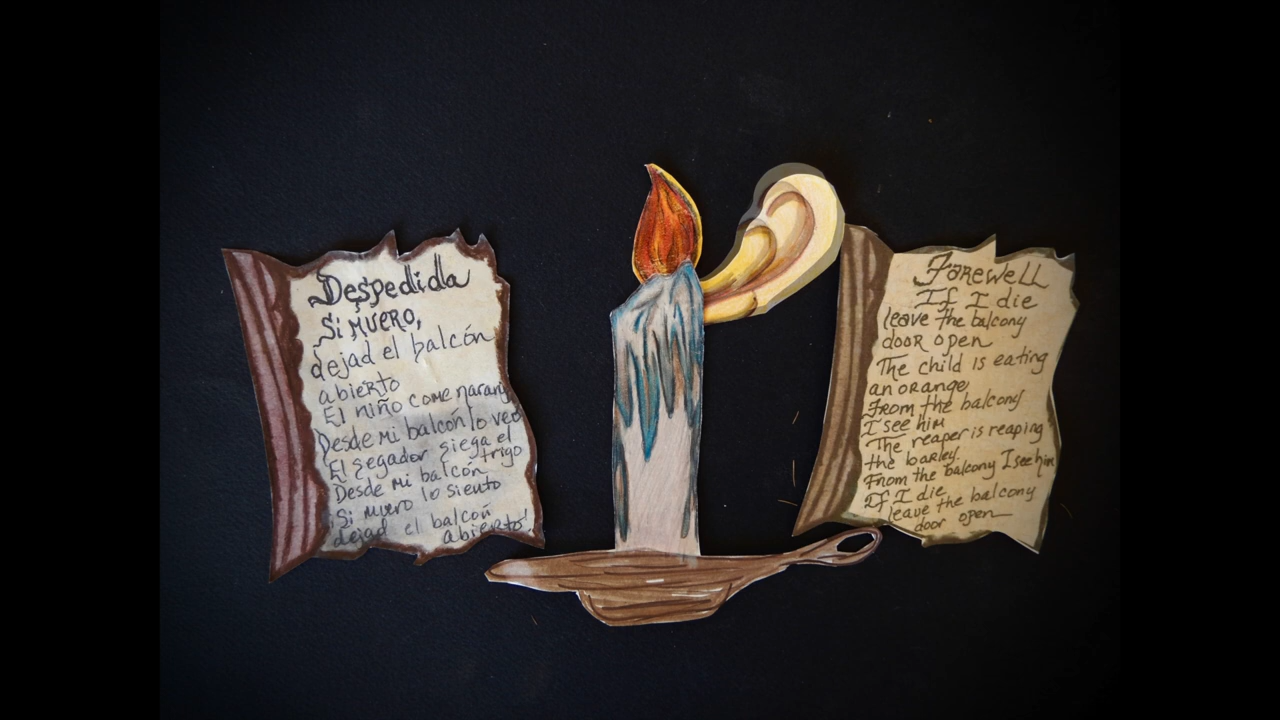 Despedida
Si MUERO,
dejad el balcón
abierto
El niño come naranj
Desde mi balcón lo veo
El segador siega el
trigo
Desde mi balcón
lo siento
¡Si muero
dejad el balcón
abierto!
Farewell
If I die
leave the balcony
door open
The child is eating
an orange
From the balcony
I see him
The reaper is reaping
the barley.
From the balcony I see him
If I die
leave the balcony
door open